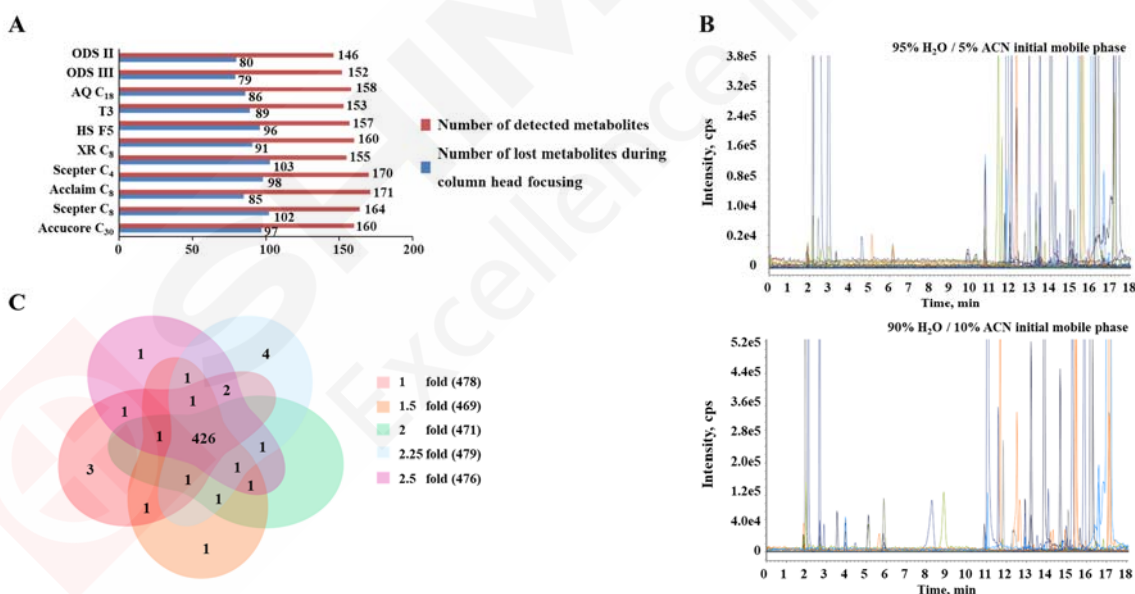 A
ODS II
146
80
ODS III
152
79
AQ C₁₈
158
86
T3
153
89
HS F5
157
96
160
XR C₈
91
155
103
Scepter C₄
170
98
Acclaim C₈
171
85
Scepter C₈
164
102
Accucore C₃₀
160
97
0 50 100 150 200
Number of detected metabolites
Number of lost metabolites during
column head focusing
B
95% H₂O / 5% ACN initial mobile phase
Intensity, cps
3.8e5
3.2e5
2.4e5
1.6e5
0.8e5
1.0e4
0.2e4
0
0 1 2 3 4 5 6 7 8 9 10 11 12 13 14 15 16 17 18
Time, min
90% H₂O / 10% ACN initial mobile phase
Intensity, cps
5.2e5
3.6e5
2.0e5
1.2e5
4.0e4
0
0 1 2 3 4 5 6 7 8 9 10 11 12 13 14 15 16 17 18
Time, min
C
1
4
1
2
1
1
1
426
1
3
1
1
1
1
1
1
1 fold (478)
1.5 fold (469)
2 fold (471)
2.25 fold (479)
2.5 fold (476)
Excellence